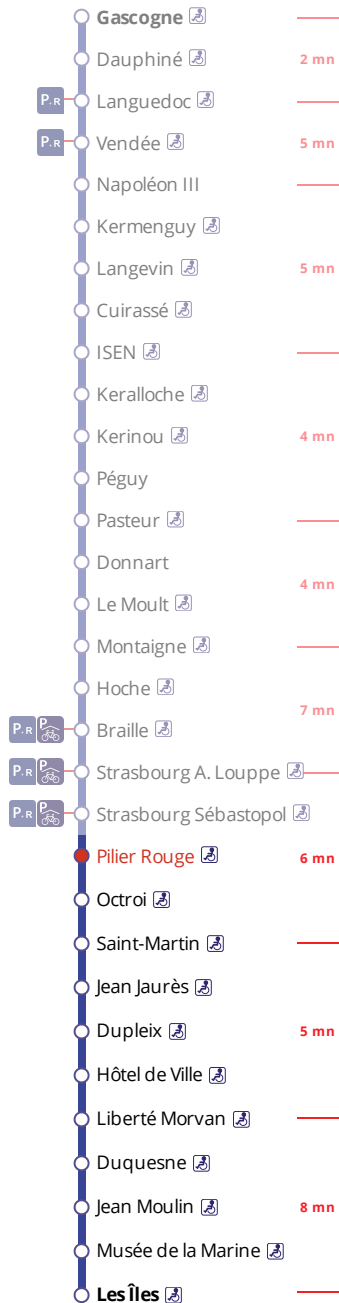 Gascogne
Dauphiné 2 mn
P+R Languedoc
P+R Vendée 5 mn
Napoléon III
Kermenguy
Langevin 5 mn
Cuirassé
ISEN
Keralloche
Kerinou 4 mn
Péguy
Pasteur
Donnart
4 mn
Le Moult
Montaigne
Hoche
7 mn
P+R P Braille
P+R P Strasbourg A. Louppe
P+R P Strasbourg Sébastopol
Pilier Rouge 6 mn
Octroi
Saint-Martin
Jean Jaurès
Dupleix 5 mn
Hôtel de Ville
Liberté Morvan
Duquesne
Jean Moulin 8 mn
Musée de la Marine
Les Îles